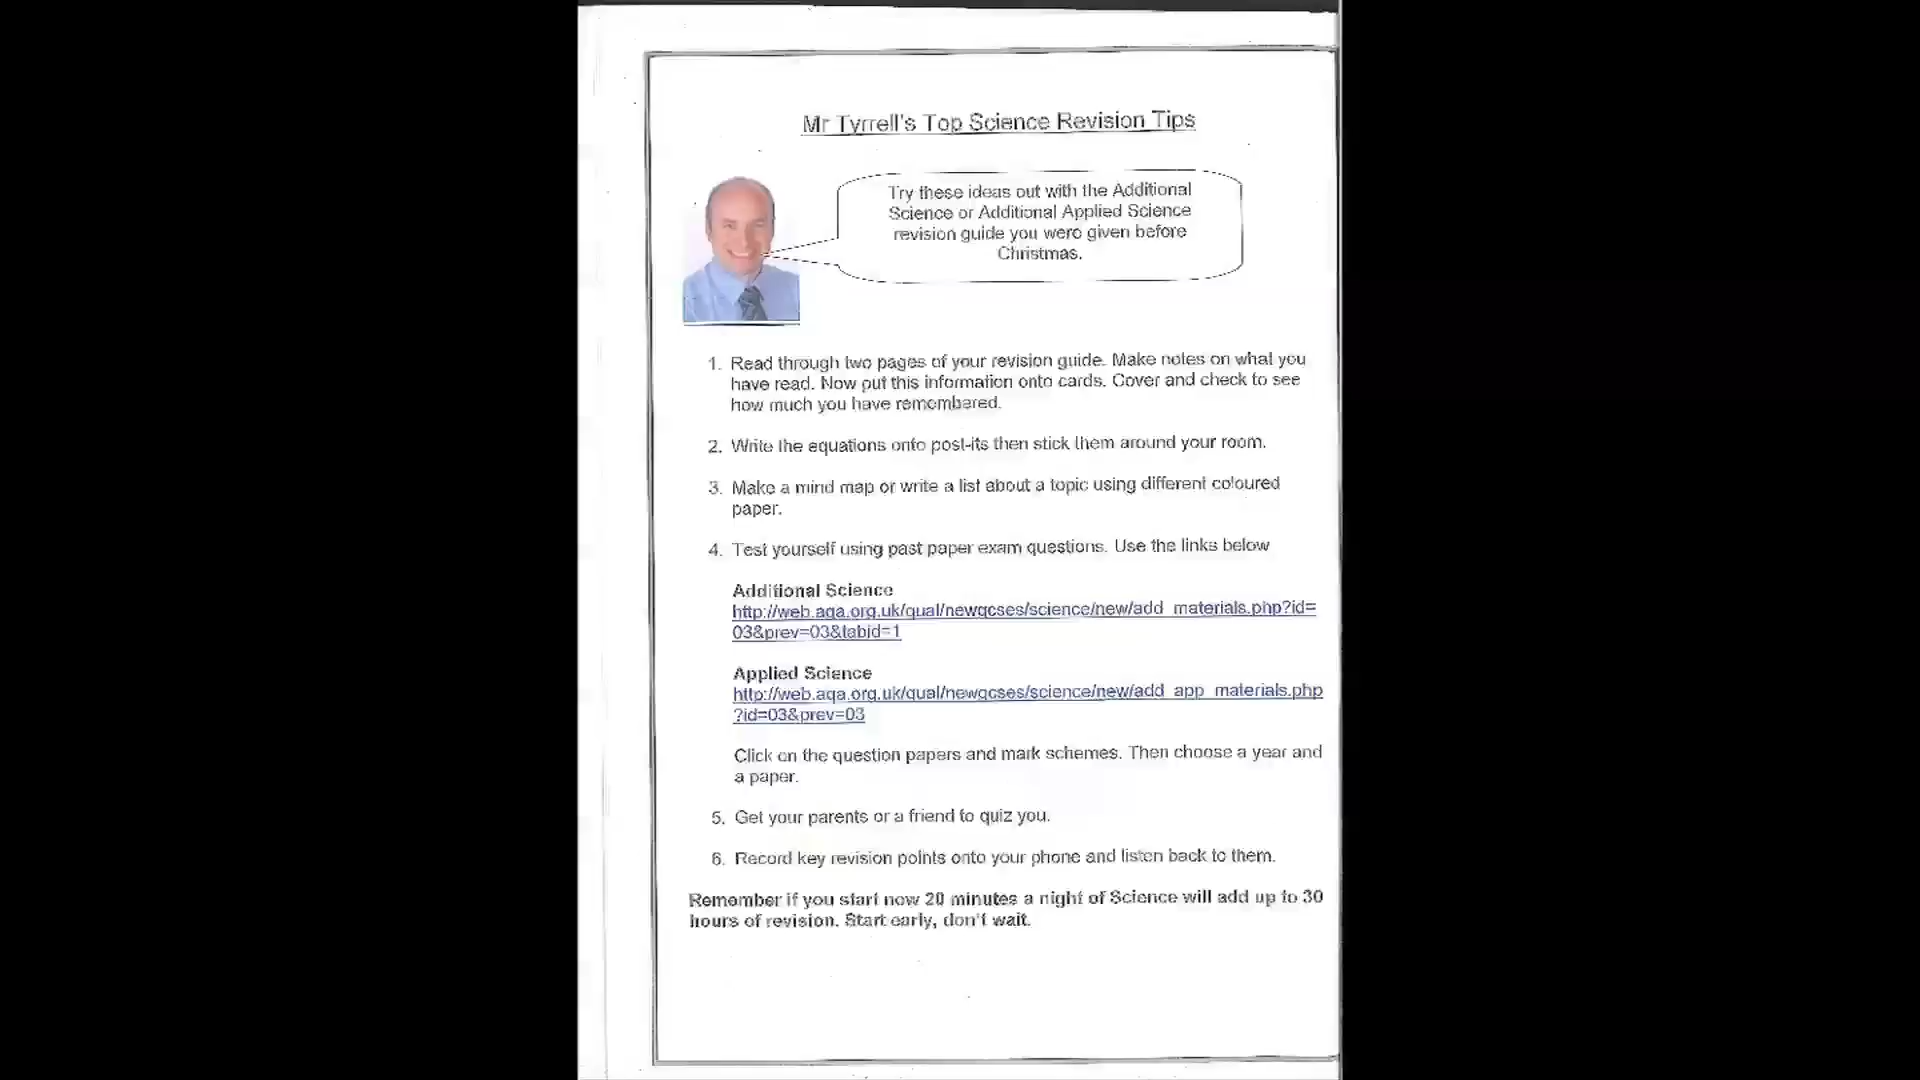 Mr Tyrrell's Top Science Revision Tips
Try these ideas out with the Additional
Science or Additional Applied Science
revision guide you were given before
Christmas.
1. Read through two pages of your revision guide. Make notes on what you
have read. Now put this information onto cards. Cover and check to see
how much you have remembered.
2. Write the equations onto post-its then stick them around your room.
3. Make a mind map or write a list about a topic using different coloured
paper.
4. Test yourself using past paper exam questions. Use the links below
Additional Science
http://web.aqa.org.uk/qual/newgcses/science/new/add_materials.php?id=
03&prev=03&tabid=1
Applied Science
http://web.aqa.org.uk/qual/newgcses/science/new/add_app_materials.php
?id=03&prev=03
Click on the question papers and mark schemes. Then choose a year and
a paper.
5. Get your parents or a friend to quiz you.
6. Record key revision points onto your phone and listen back to them.
Remember if you start now 20 minutes a night of Science will add up to 30
hours of revision. Start early, don't wait.